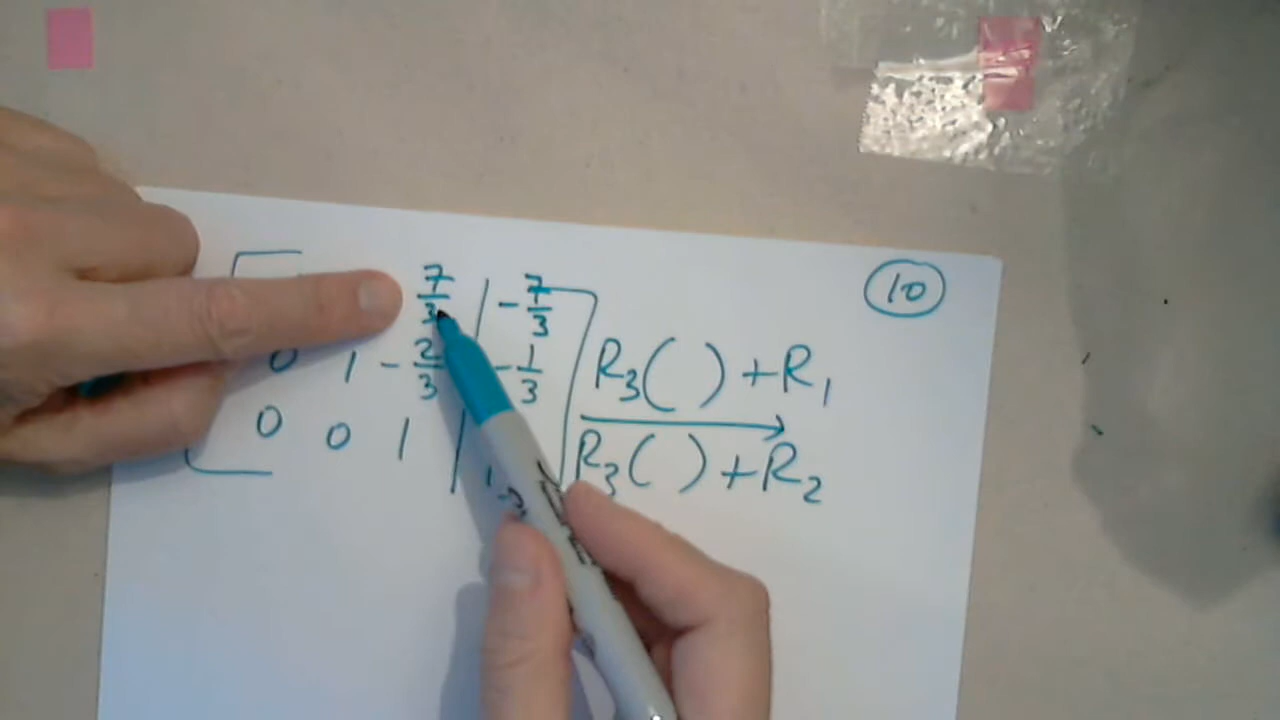 10
7/3 | -7/3
0 1 -2/3 | -1/3 R₃( ) + R₁
0 0 1 | R₃( ) + R₂